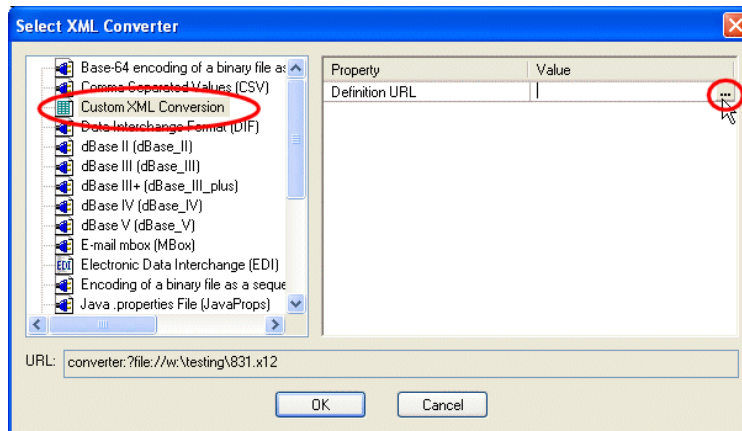 Select XML Converter
Base-64 encoding of a binary file as
Comma Separated Values (CSV)
Custom XML Conversion
Data Interchange Format (DIF)
dBase II (dBase_II)
dBase III (dBase_III)
dBase III+ (dBase_III_plus)
dBase IV (dBase_IV)
dBase V (dBase_V)
E-mail mbox (MBox)
EDI Electronic Data Interchange (EDI)
Encoding of a binary file as a seque
Java .properties File (JavaProps)
Property Value
Definition URL ...
URL: converter:?file://w:\testing\831.x12
OK Cancel